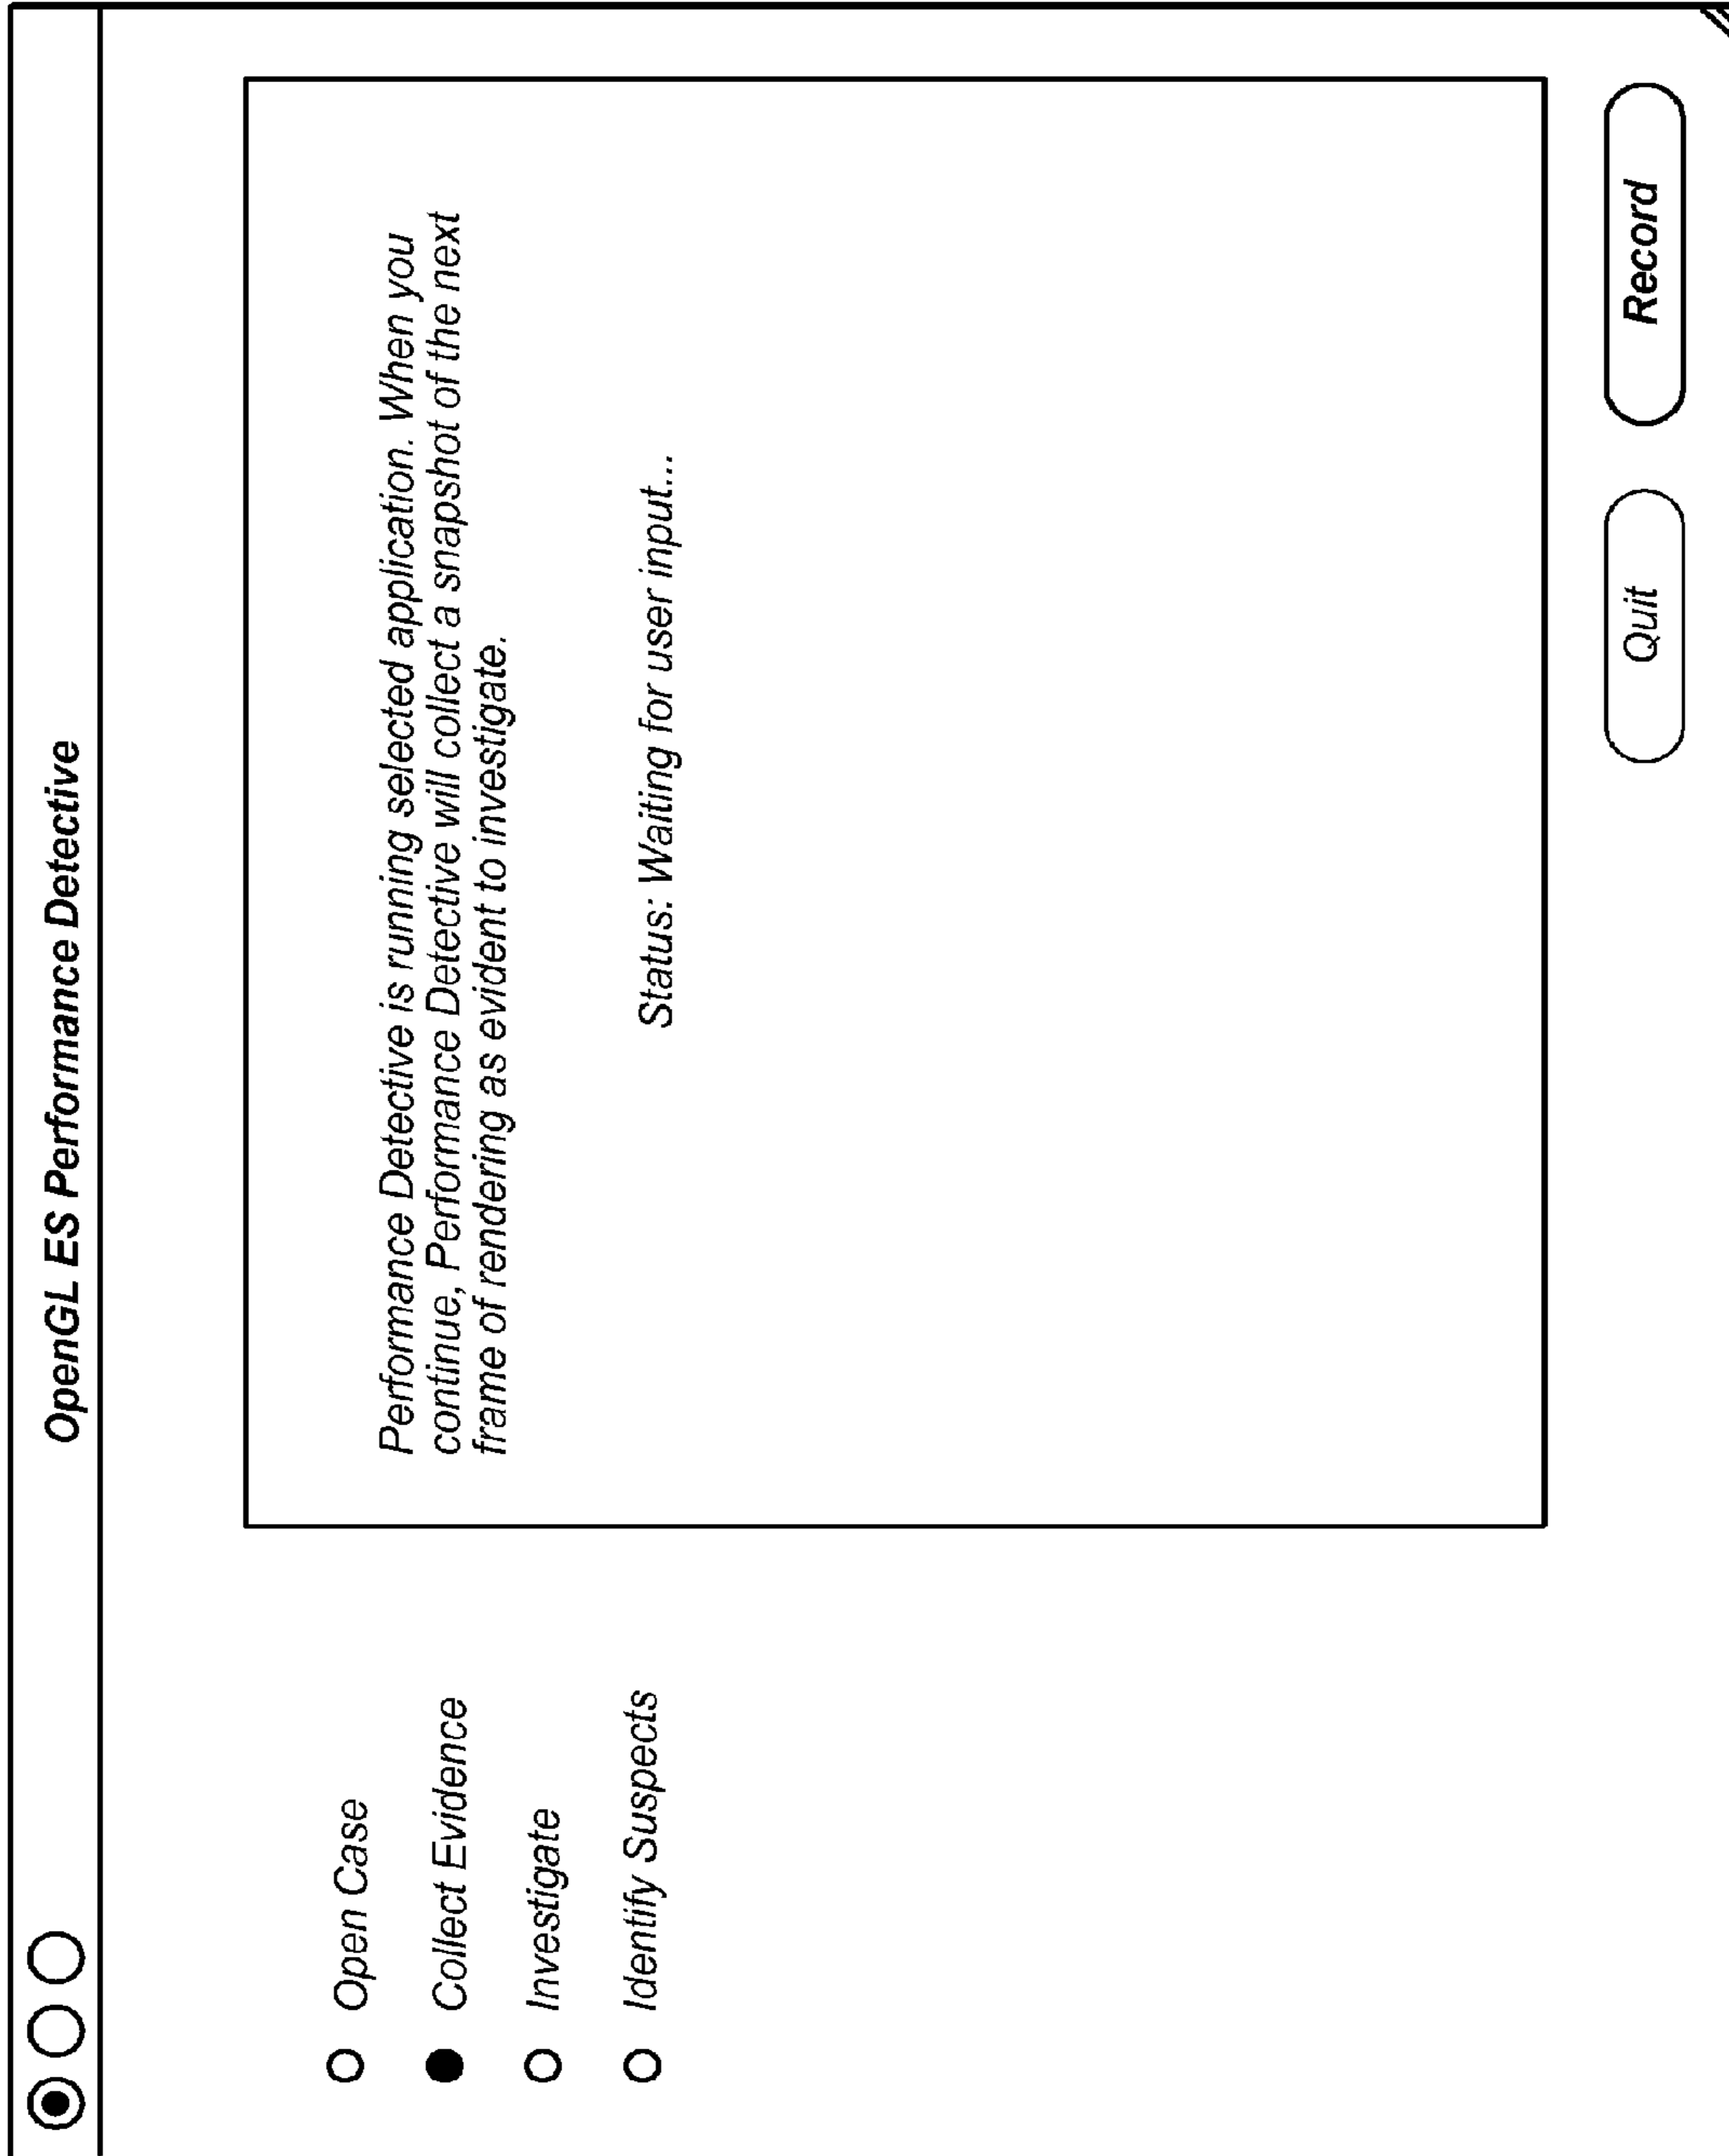 OpenGL ES Performance Detective
Open Case
Collect Evidence
Investigate
Identify Suspects
Performance Detective is running selected application. When you
continue, Performance Detective will collect a snapshot of the next
frame of rendering as evident to investigate.
Status: Waiting for user input...
Quit
Record